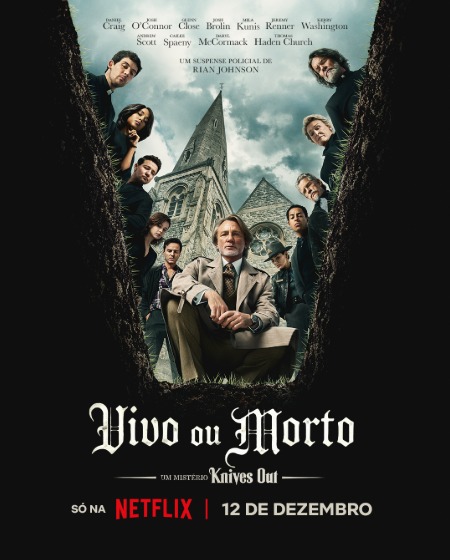 DANIEL Craig JOSH O'Connor GLENN Close JOSH Brolin MILA Kunis JEREMY Renner KERRY Washington
ANDREW Scott CAILEE Spaeny DARYL McCormack THOMAS Haden Church
UM SUSPENSE POLICIAL DE
RIAN JOHNSON
Vivo ou Morto
UM MISTÉRIO Knives Out
SÓ NA NETFLIX | 12 DE DEZEMBRO